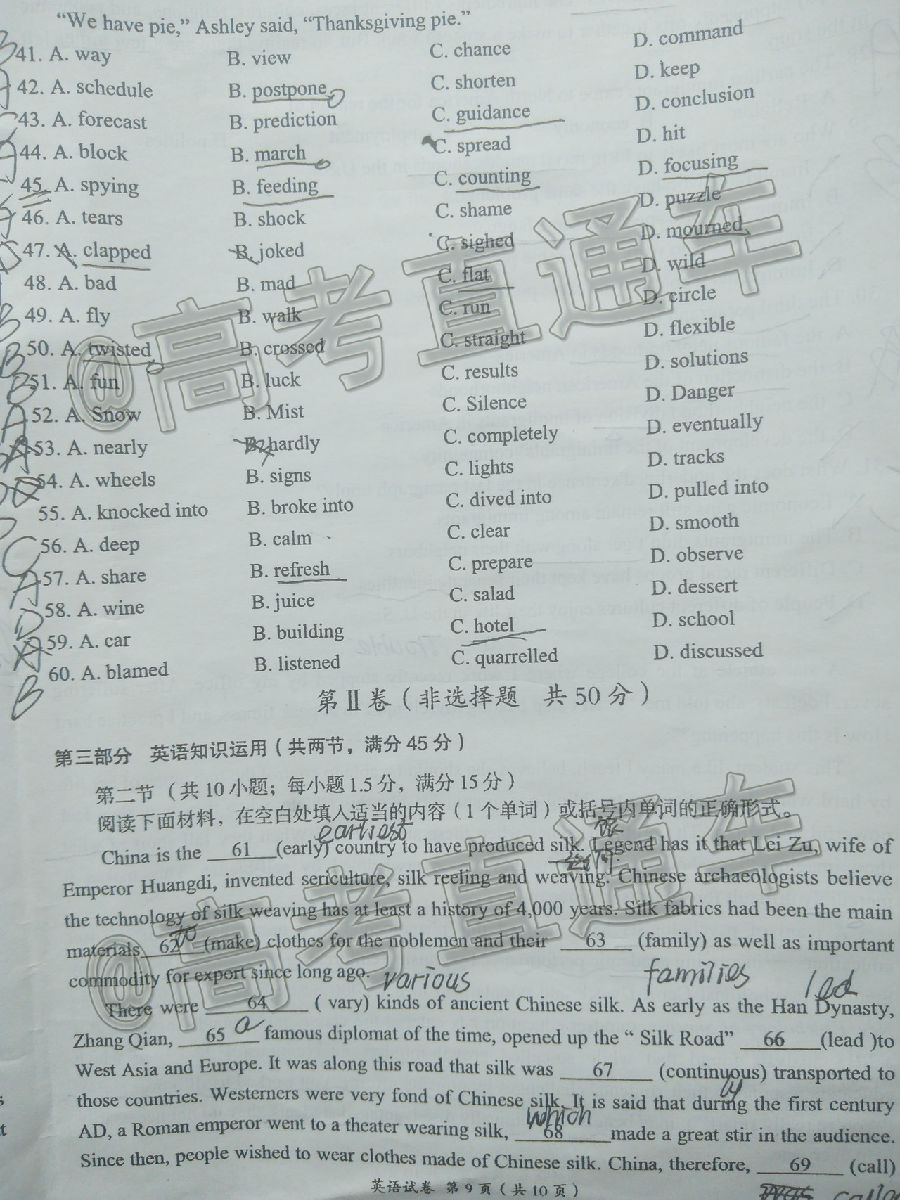 "We have pie," Ashley said, "Thanksgiving pie."
41. A. way B. view C. chance D. command
42. A. schedule B. postpone C. shorten D. keep
43. A. forecast B. prediction C. guidance D. conclusion
44. A. block B. march C. spread D. hit
45. A. spying B. feeding C. counting D. focusing
46. A. tears B. shock C. shame D. puzzle
47. A. clapped B. joked C. sighed D. mourned
48. A. bad B. mad C. flat D. wild
49. A. fly B. walk C. run D. circle
50. A. twisted B. crossed C. straight D. flexible
51. A. fun B. luck C. results D. solutions
52. A. Snow B. Mist C. Silence D. Danger
53. A. nearly B. hardly C. completely D. eventually
54. A. wheels B. signs C. lights D. tracks
55. A. knocked into B. broke into C. dived into D. pulled into
56. A. deep B. calm C. clear D. smooth
57. A. share B. refresh C. prepare D. observe
58. A. wine B. juice C. salad D. dessert
59. A. car B. building C. hotel D. school
60. A. blamed B. listened C. quarrelled D. discussed
第Ⅱ卷（非选择题 共50分）
第三部分 英语知识运用（共两节，满分45分）
第二节（共10小题；每小题1.5分，满分15分）
阅读下面材料，在空白处填人适当的内容（1个单词）或括号内单词的正确形式。
earliest
China is the 61 (early) country to have produced silk. Legend has it that Lei Zu, wife of
Emperor Huangdi, invented sericulture, silk reeling and weaving. Chinese archaeologists believe
the technology of silk weaving has at least a history of 4,000 years. Silk fabrics had been the main
materials 62 to (make) clothes for the noblemen and their 63 (family) as well as important
commodity for export since long ago.
various families led
There were 64 ( vary) kinds of ancient Chinese silk. As early as the Han Dynasty,
Zhang Qian, 65 a famous diplomat of the time, opened up the " Silk Road" 66 (lead )to
West Asia and Europe. It was along this road that silk was 67 (continuous) transported to
ly
those countries. Westerners were very fond of Chinese silk. It is said that during the first century
which
AD, a Roman emperor went to a theater wearing silk, 68 made a great stir in the audience.
Since then, people wished to wear clothes made of Chinese silk. China, therefore, 69 (call)
英语试卷 第9页（共10页）
@高考直通车
@高考直通车